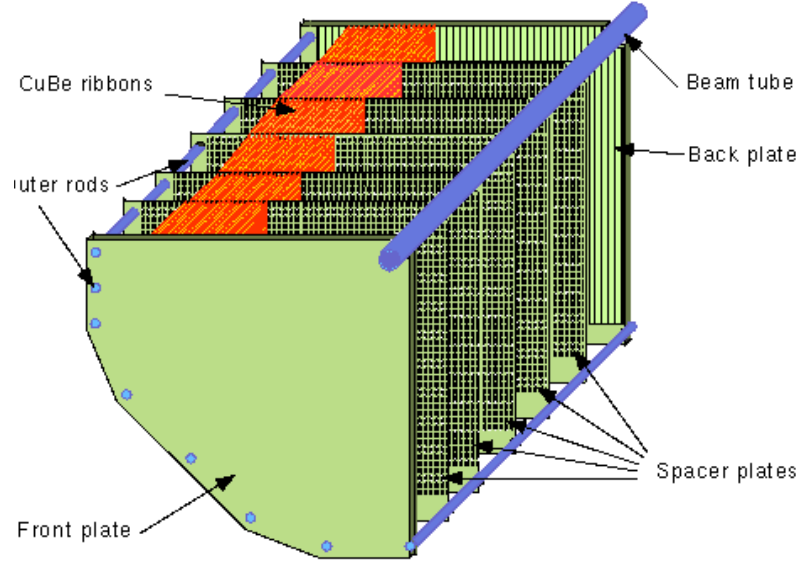 CuBe ribbons
Beam tube
Back plate
uter rods
Spacer plates
Front plate